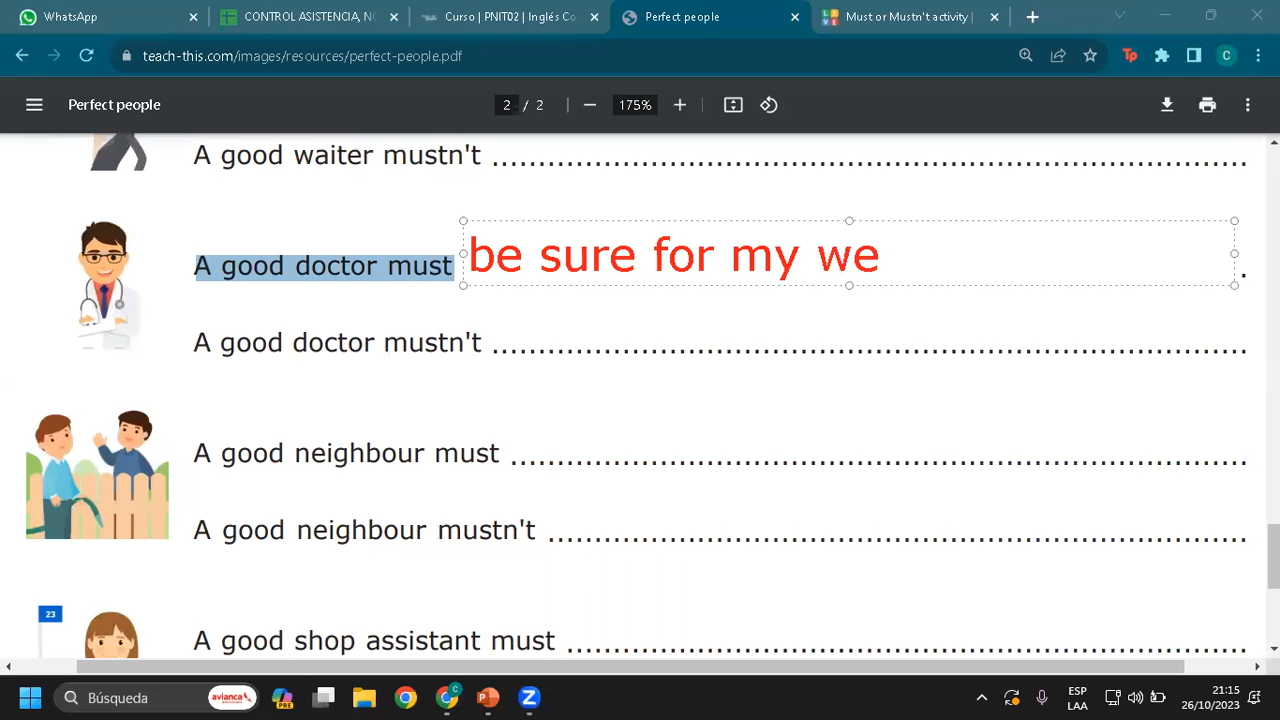 WhatsApp
CONTROL ASISTENCIA, NO
Curso | PNIT02 | Inglés Co
Perfect people
Must or Mustn't activity |
teach-this.com/images/resources/perfect-people.pdf
C
Perfect people
2 / 2
175%
A good waiter mustn't ....................................................................................
A good doctor must be sure for my we .
A good doctor mustn't ....................................................................................
A good neighbour must ..................................................................................
A good neighbour mustn't ..............................................................................
23
A good shop assistant must ............................................................................
Búsqueda
avianca
PRE
ESP
LAA
21:15
26/10/2023